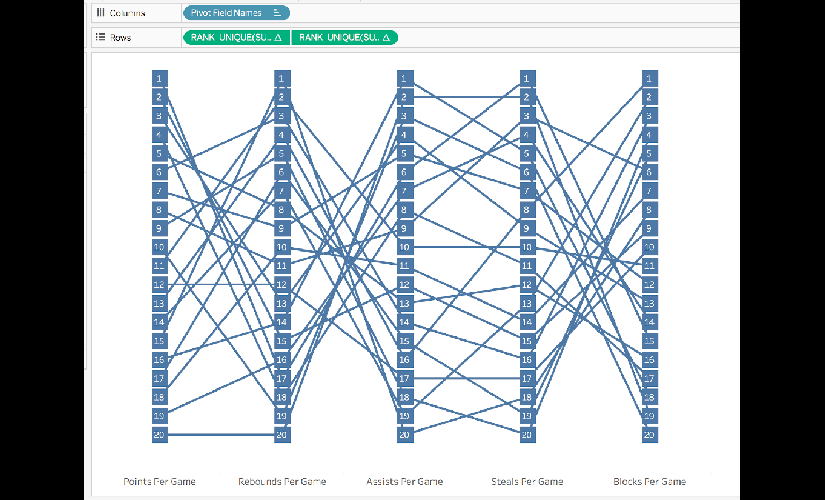 Columns Pivot Field Names
Rows RANK_UNIQUE(SU.. RANK_UNIQUE(SU..
1 1 1 1 1
2 2 2 2 2
3 3 3 3 3
4 4 4 4 4
5 5 5 5 5
6 6 6 6 6
7 7 7 7 7
8 8 8 8 8
9 9 9 9 9
10 10 10 10 10
11 11 11 11 11
12 12 12 12 12
13 13 13 13 13
14 14 14 14 14
15 15 15 15 15
16 16 16 16 16
17 17 17 17 17
18 18 18 18 18
19 19 19 19 19
20 20 20 20 20
Points Per Game Rebounds Per Game Assists Per Game Steals Per Game Blocks Per Game